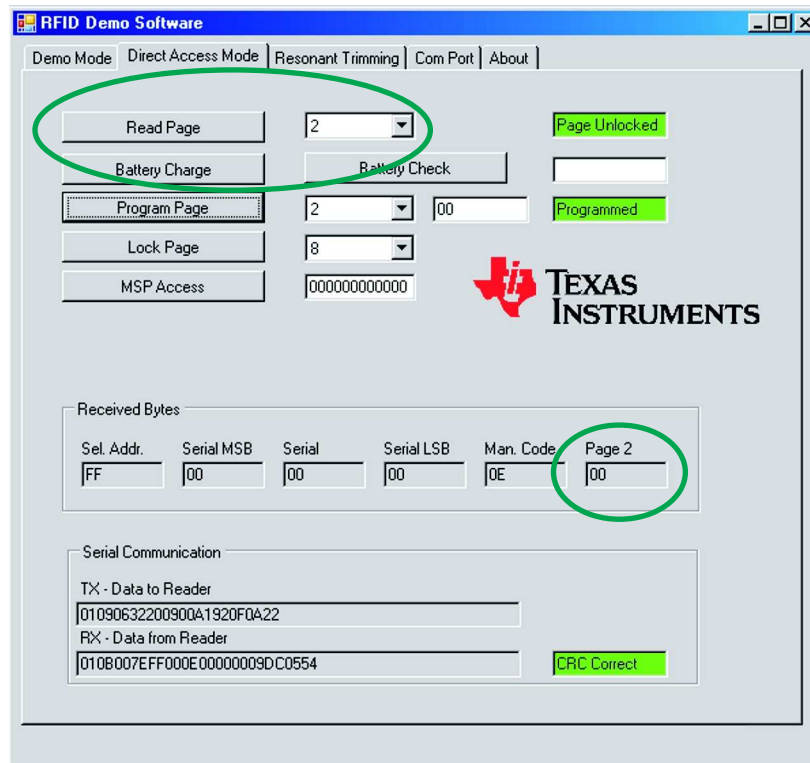 RFID Demo Software
Demo Mode Direct Access Mode Resonant Trimming Com Port About
Read Page 2 Page Unlocked
Battery Charge Battery Check
Program Page 2 00 Programmed
Lock Page 8
MSP Access 000000000000
TEXAS
INSTRUMENTS
Received Bytes
Sel. Addr. Serial MSB Serial Serial LSB Man. Code Page 2
FF 00 00 00 0E 00
Serial Communication
TX - Data to Reader
01090632200900A1920F0A22
RX - Data from Reader
010B007EFF000E00000009DC0554 CRC Correct